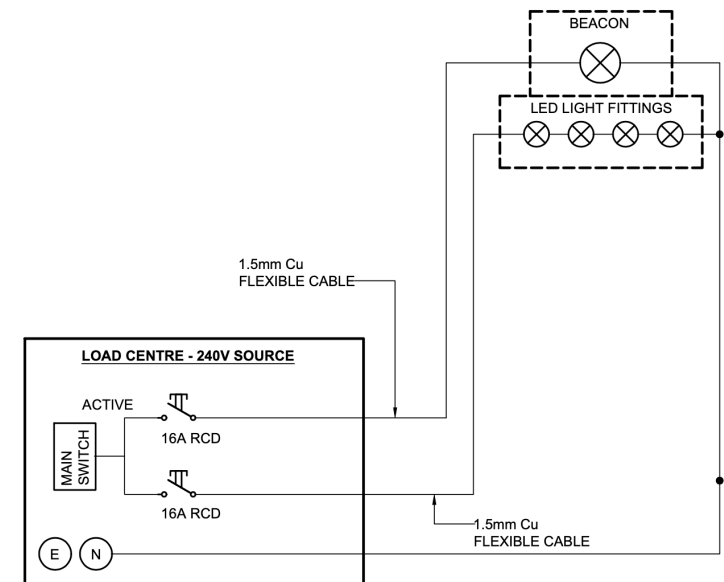 BEACON
LED LIGHT FITTINGS
1.5mm Cu
FLEXIBLE CABLE
LOAD CENTRE - 240V SOURCE
ACTIVE
16A RCD
MAIN
SWITCH
16A RCD
1.5mm Cu
FLEXIBLE CABLE
E
N